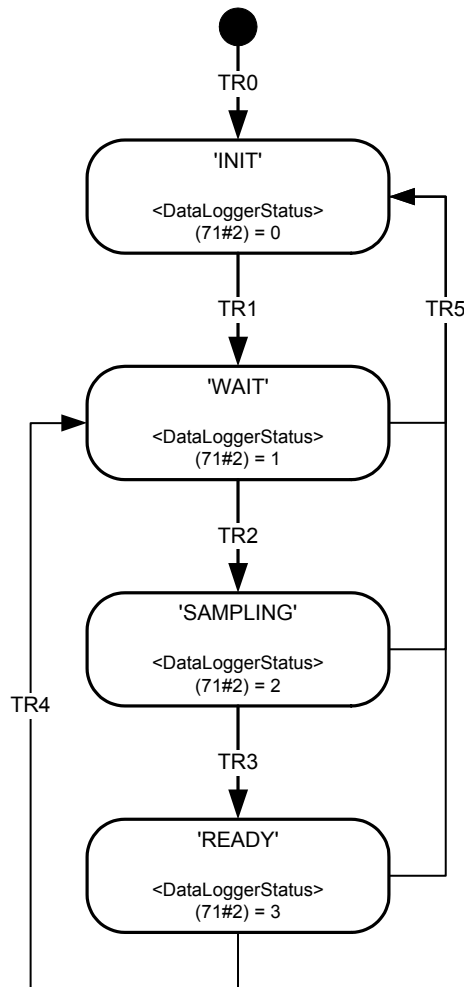 TR0
'INIT'
<DataLoggerStatus>
(71#2) = 0
TR1
TR5
'WAIT'
<DataLoggerStatus>
(71#2) = 1
TR2
'SAMPLING'
<DataLoggerStatus>
(71#2) = 2
TR4
TR3
'READY'
<DataLoggerStatus>
(71#2) = 3